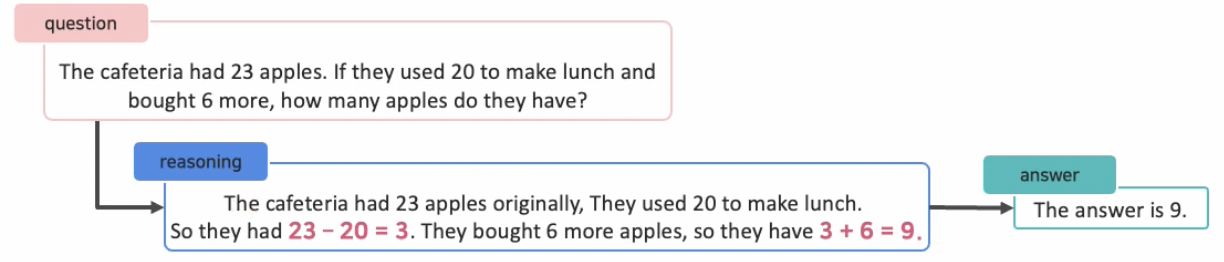 question
The cafeteria had 23 apples. If they used 20 to make lunch and
bought 6 more, how many apples do they have?
reasoning
The cafeteria had 23 apples originally, They used 20 to make lunch.
So they had 23 – 20 = 3. They bought 6 more apples, so they have 3 + 6 = 9.
answer
The answer is 9.